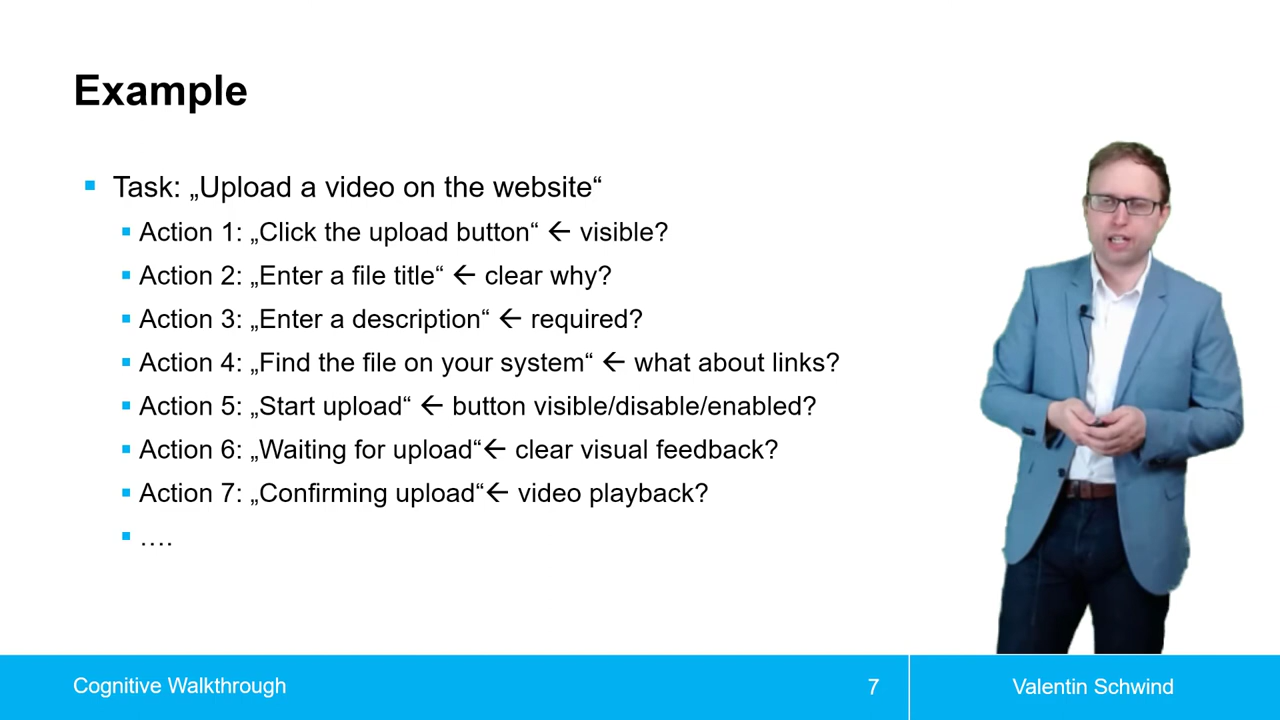 Example
Task: „Upload a video on the website“
Action 1: „Click the upload button“ ← visible?
Action 2: „Enter a file title“ ← clear why?
Action 3: „Enter a description“ ← required?
Action 4: „Find the file on your system“ ← what about links?
Action 5: „Start upload“ ← button visible/disable/enabled?
Action 6: „Waiting for upload“← clear visual feedback?
Action 7: „Confirming upload“← video playback?
….
Cognitive Walkthrough
7
Valentin Schwind